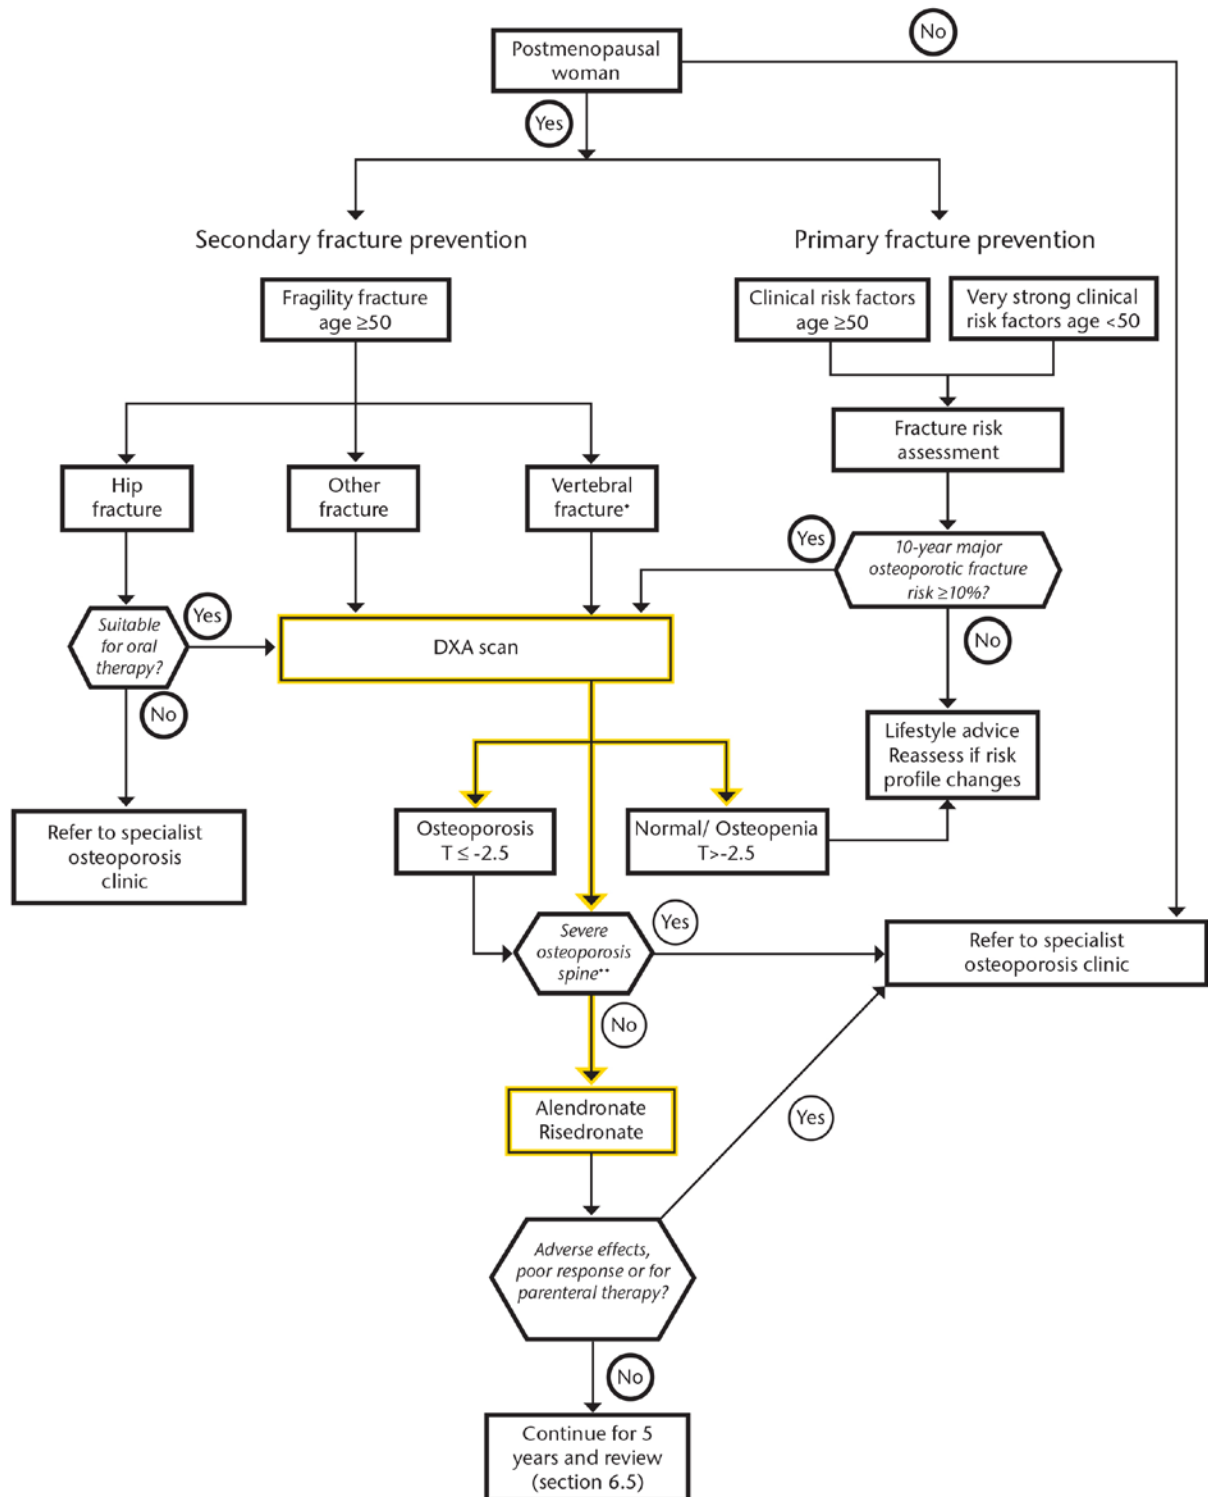 No
Postmenopausal
woman
Yes
Secondary fracture prevention
Primary fracture prevention
Fragility fracture
age ≥50
Clinical risk factors
age ≥50
Very strong clinical
risk factors age <50
Fracture risk
assessment
Hip
fracture
Other
fracture
Vertebral
fracture*
Yes
10-year major
osteoporotic fracture
risk ≥10%?
Suitable
for oral
therapy?
Yes
DXA scan
No
No
Lifestyle advice
Reassess if risk
profile changes
Refer to specialist
osteoporosis
clinic
Osteoporosis
T ≤ -2.5
Normal/ Osteopenia
T>-2.5
Severe
osteoporosis
spine**
Yes
Refer to specialist
osteoporosis clinic
No
Alendronate
Risedronate
Yes
Adverse effects,
poor response or for
parenteral therapy?
No
Continue for 5
years and review
(section 6.5)